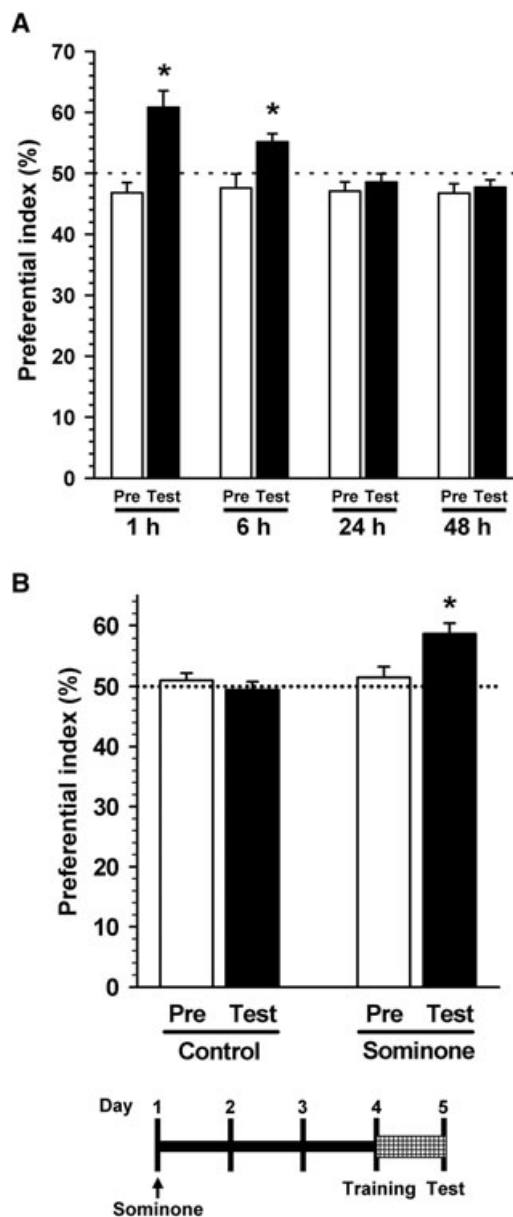 A
Preferential index (%)
70
60
50
40
30
20
10
0
*
*
Pre Test Pre Test Pre Test Pre Test
1 h 6 h 24 h 48 h
B
Preferential index (%)
60
50
40
30
20
10
0
*
Pre Test Pre Test
Control Sominone
Day 1 2 3 4 5
Training Test
Sominone